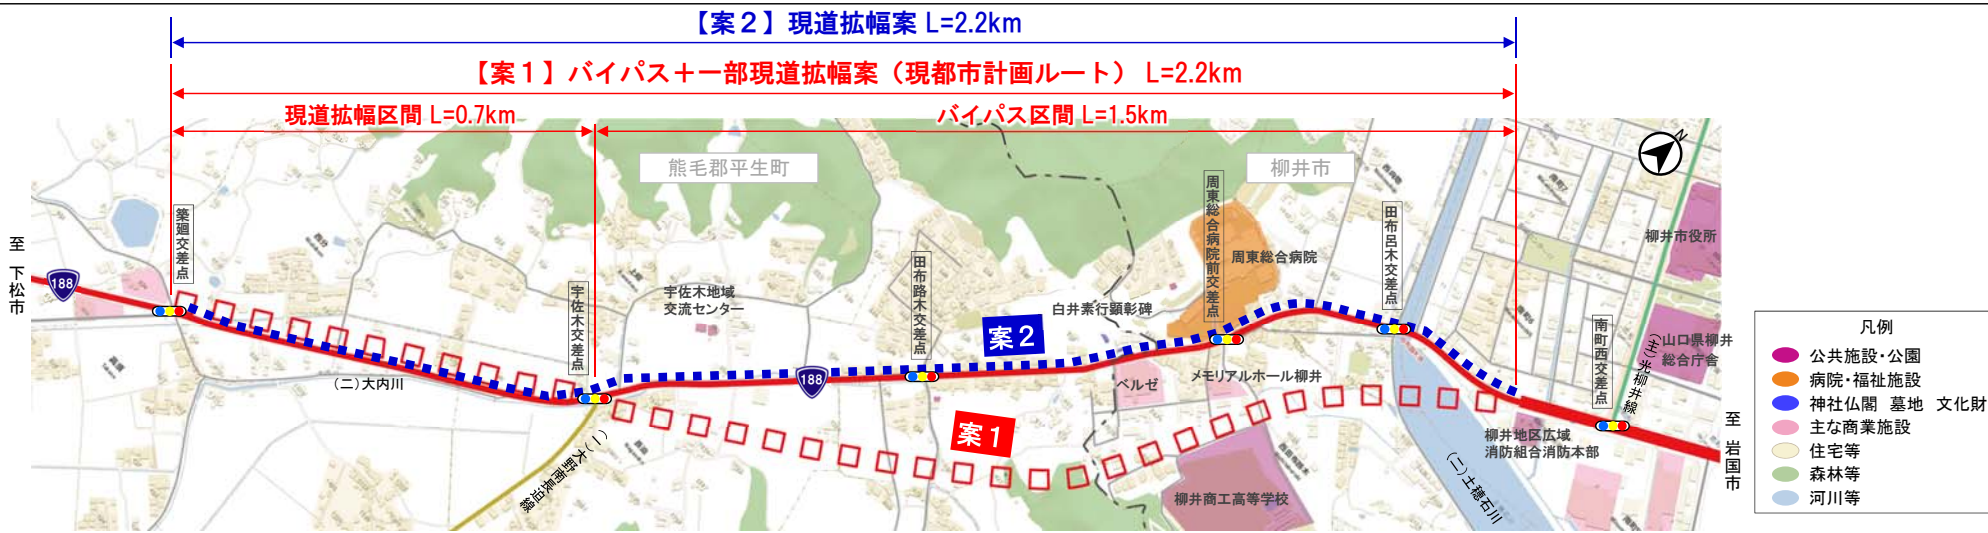 【案２】現道拡幅案 L=2.2km
【案１】バイパス＋一部現道拡幅案（現都市計画ルート） L=2.2km
現道拡幅区間 L=0.7km
バイパス区間 L=1.5km
熊毛郡平生町
柳井市
N
至 下松市
188
築廻交差点
(二)大内川
宇佐木交差点
(一)大野南長迫線
宇佐木地域
交流センター
188
田布路木交差点
案２
案１
白井素行顕彰碑
ベルゼ
周東総合病院前交差点
周東総合病院
メモリアルホール柳井
柳井商工高等学校
田布呂木交差点
(二)土穂石川
柳井地区広域
消防組合消防本部
南町西交差点
(主)光柳井線
柳井市役所
山口県柳井
総合庁舎
至 岩国市
凡例
公共施設・公園
病院・福祉施設
神社仏閣 墓地 文化財
主な商業施設
住宅等
森林等
河川等